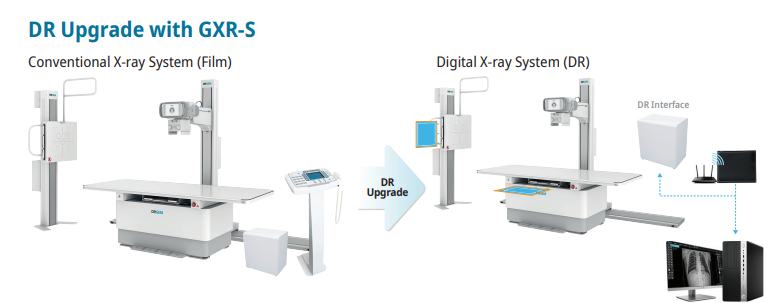 DR Upgrade with GXR-S
Conventional X-ray System (Film)
Digital X-ray System (DR)
DR Interface
DR
Upgrade